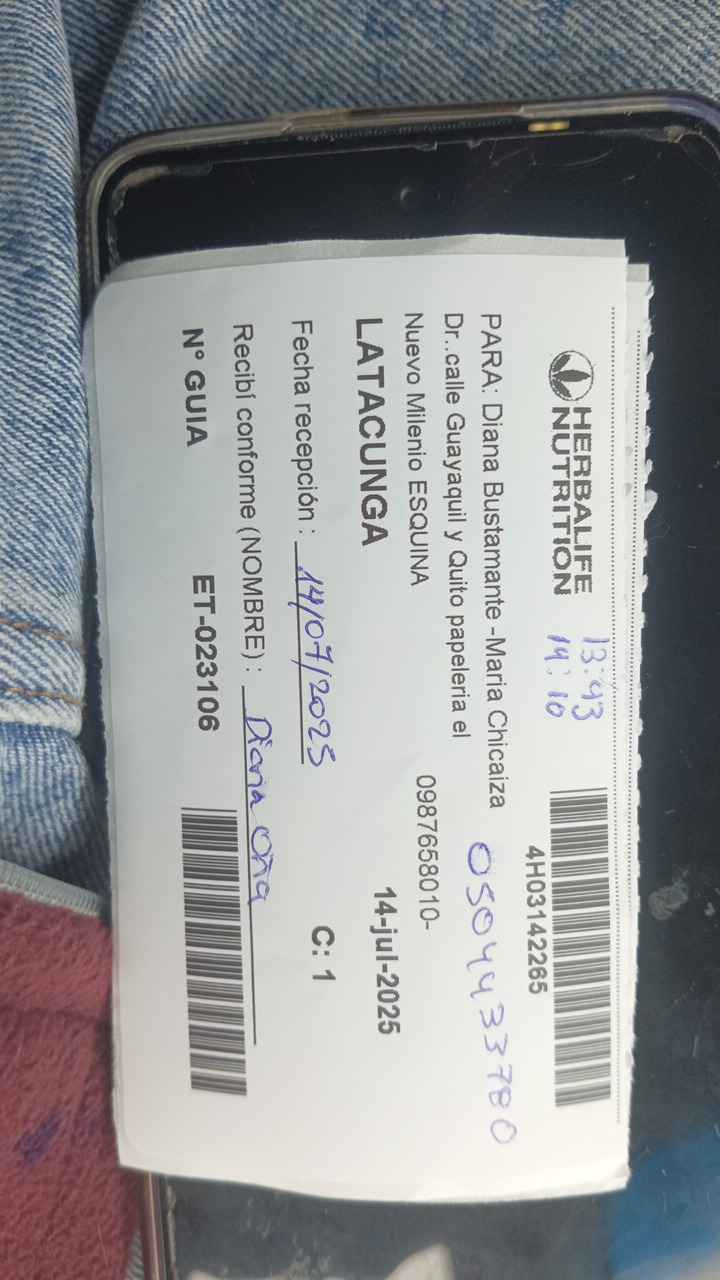 HERBALIFE
NUTRITION
13:43
14:10
4H03142265
PARA: Diana Bustamante -Maria Chicaiza
0504433780
Dr..calle Guayaquil y Quito papeleria el
Nuevo Milenio ESQUINA
0987658010-
LATACUNGA
14-jul-2025
Fecha recepción : 14/07/2025
C: 1
Recibí conforme (NOMBRE) : Diana Oña
N° GUIA ET-023106